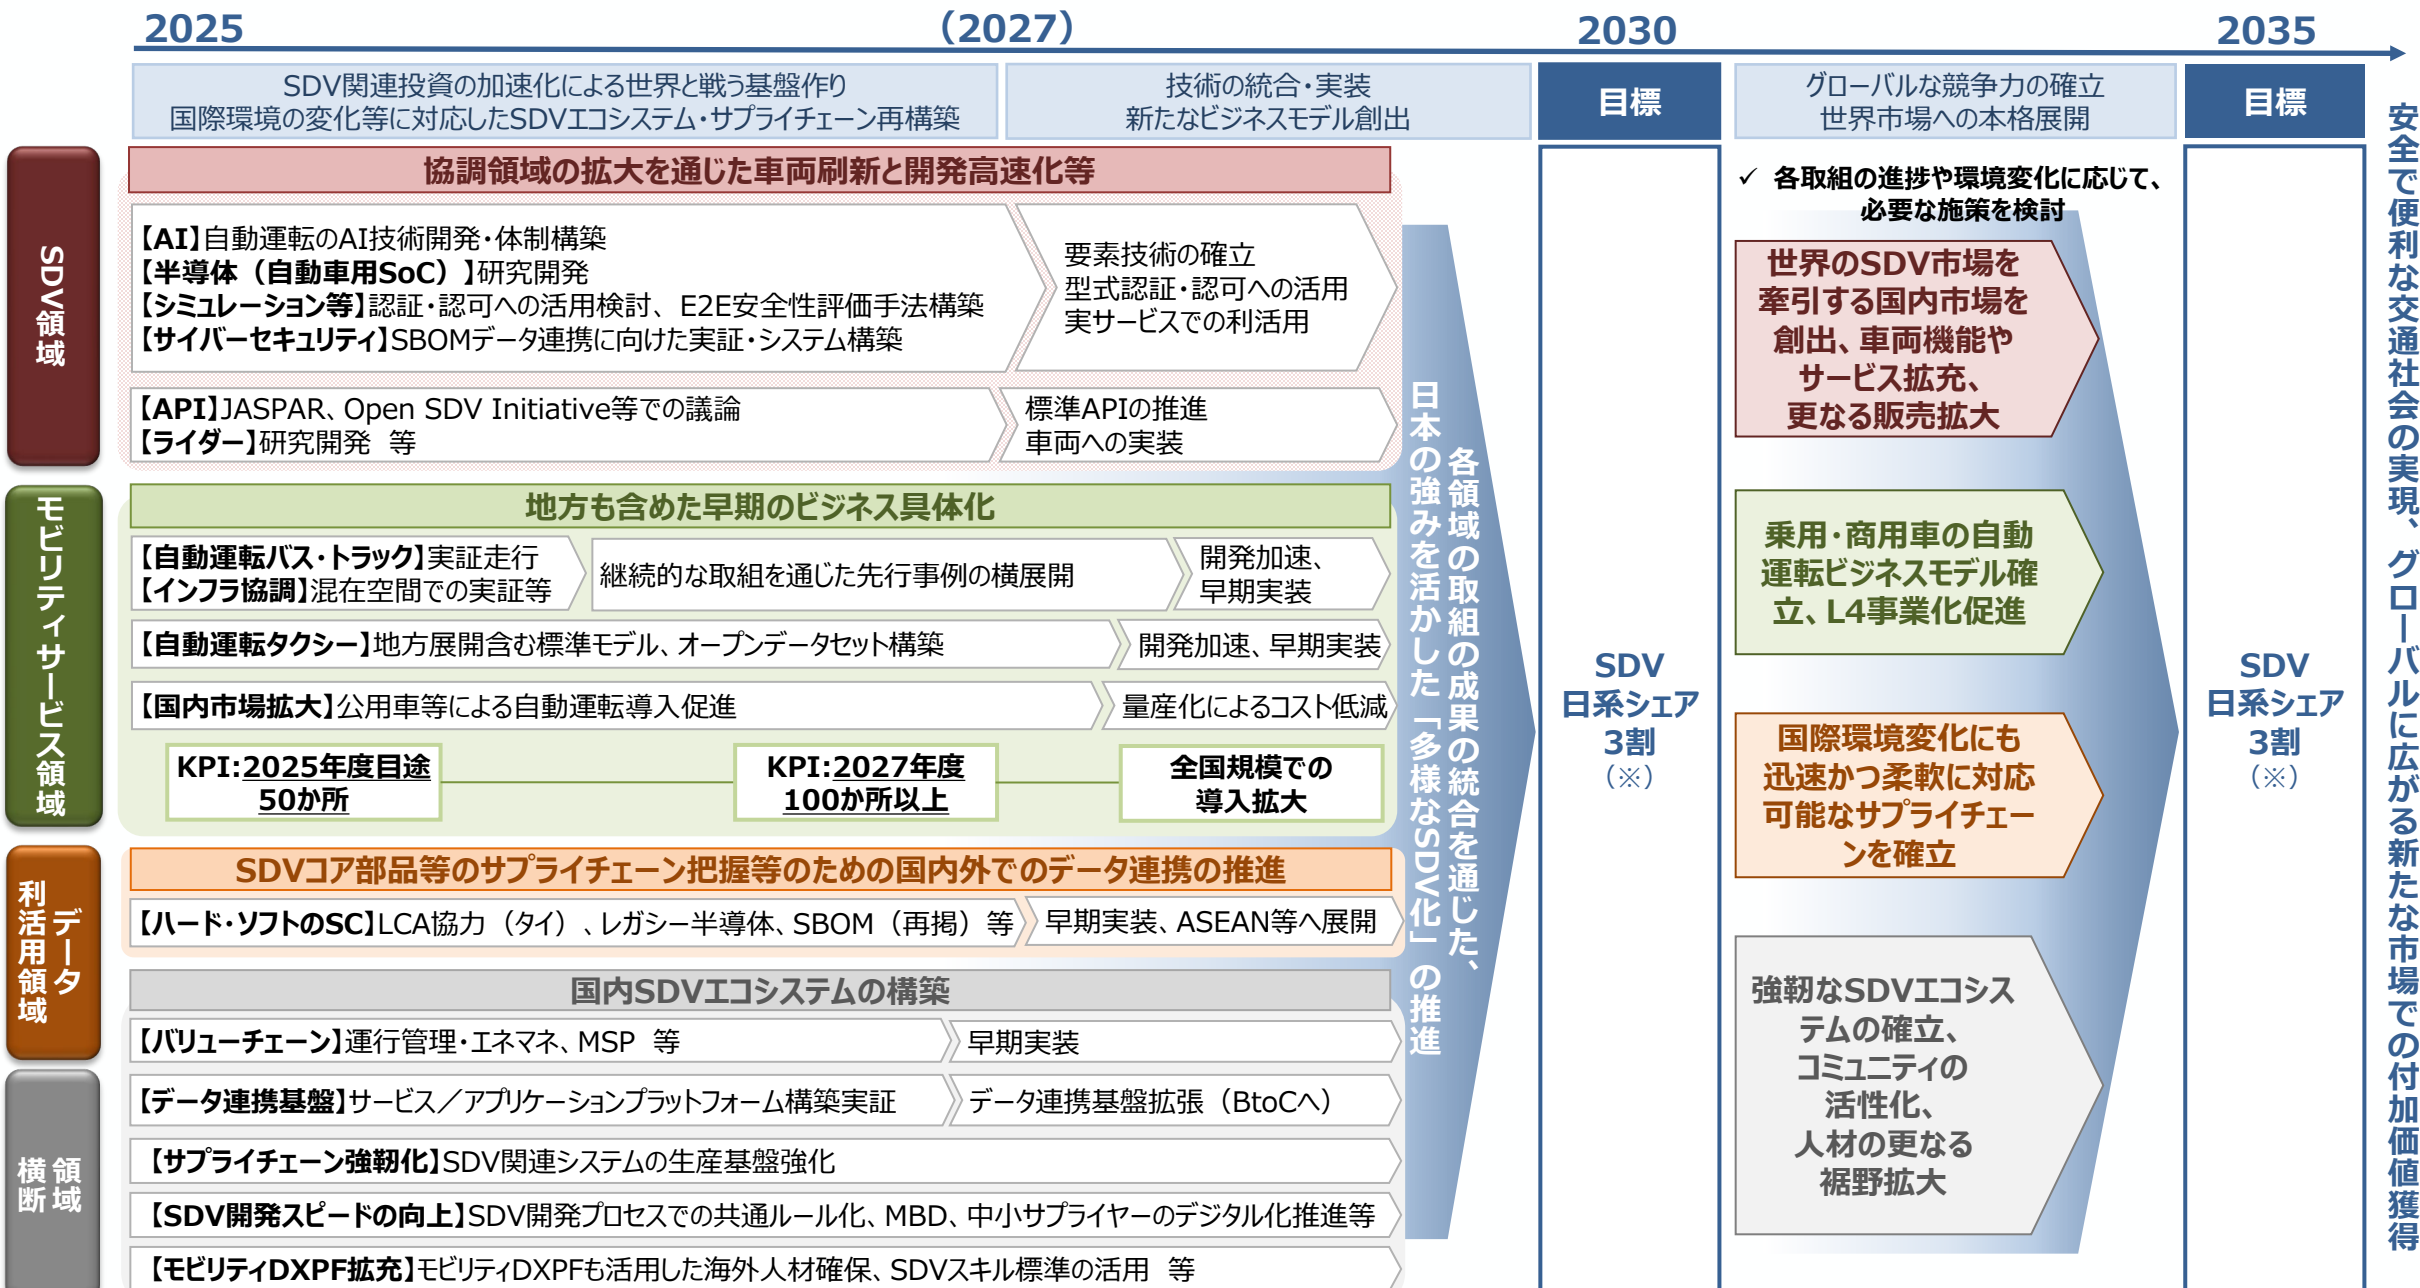 2025
（2027）
2030
2035
SDV関連投資の加速化による世界と戦う基盤作り
国際環境の変化等に対応したSDVエコシステム・サプライチェーン再構築
技術の統合・実装
新たなビジネスモデル創出
目標
グローバルな競争力の確立
世界市場への本格展開
目標
SDV領域
協調領域の拡大を通じた車両刷新と開発高速化等
【AI】自動運転のAI技術開発・体制構築
【半導体（自動車用SoC）】研究開発
【シミュレーション等】認証・認可への活用検討、E2E安全性評価手法構築
【サイバーセキュリティ】SBOMデータ連携に向けた実証・システム構築
要素技術の確立
型式認証・認可への活用
実サービスでの利活用
【API】JASPAR、Open SDV Initiative等での議論
【ライダー】研究開発　等
標準APIの推進
車両への実装
モビリティサービス領域
地方も含めた早期のビジネス具体化
【自動運転バス・トラック】実証走行
【インフラ協調】混在空間での実証等
継続的な取組を通じた先行事例の横展開
開発加速、
早期実装
【自動運転タクシー】地方展開含む標準モデル、オープンデータセット構築
開発加速、早期実装
【国内市場拡大】公用車等による自動運転導入促進
量産化によるコスト低減
KPI:2025年度目途
50か所
KPI:2027年度
100か所以上
全国規模での
導入拡大
データ
利活用領域
SDVコア部品等のサプライチェーン把握等のための国内外でのデータ連携の推進
【ハード・ソフトのSC】LCA協力（タイ）、レガシー半導体、SBOM（再掲）等
早期実装、ASEAN等へ展開
領域
横断
国内SDVエコシステムの構築
【バリューチェーン】運行管理・エネマネ、MSP　等
早期実装
【データ連携基盤】サービス／アプリケーションプラットフォーム構築実証
データ連携基盤拡張（BtoCへ）
【サプライチェーン強靭化】SDV関連システムの生産基盤強化
【SDV開発スピードの向上】SDV開発プロセスでの共通ルール化、MBD、中小サプライヤーのデジタル化推進等
【モビリティDXPF拡充】モビリティDXPFも活用した海外人材確保、SDVスキル標準の活用　等
各領域の取組の成果の統合を通じた、
日本の強みを活かした「多様なSDV化」の推進
SDV
日系シェア
3割
（※）
✓ 各取組の進捗や環境変化に応じて、
必要な施策を検討
世界のSDV市場を
牽引する国内市場を
創出、車両機能や
サービス拡充、
更なる販売拡大
乗用・商用車の自動
運転ビジネスモデル確
立、L4事業化促進
国際環境変化にも
迅速かつ柔軟に対応
可能なサプライチェー
ンを確立
強靭なSDVエコシス
テムの確立、
コミュニティの
活性化、
人材の更なる
裾野拡大
SDV
日系シェア
3割
（※）
安全で便利な交通社会の実現、グローバルに広がる新たな市場での付加価値獲得